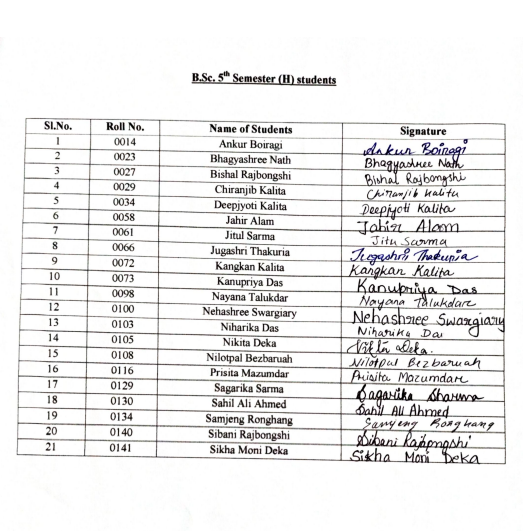 B.Sc. 5th Semester (H) students
Sl.No. Roll No. Name of Students Signature
1 0014 Ankur Boiragi Ankur Boiragi
2 0023 Bhagyashree Nath Bhagyashree Nath
3 0027 Bishal Rajbongshi Bishal Rajbongshi
4 0029 Chiranjib Kalita Chiranjib Kalita
5 0034 Deepjyoti Kalita Deepjyoti Kalita
6 0058 Jahir Alam Jahir Alom
7 0061 Jitul Sarma Jitu Sarma
8 0066 Jugashri Thakuria Jugashri Thakuria
9 0072 Kangkan Kalita Kangkan Kalita
10 0073 Kanupriya Das Kanupriya Das
11 0098 Nayana Talukdar Nayana Talukdar
12 0100 Nehashree Swargiary Nehashree Swargiary
13 0103 Niharika Das Niharika Das
14 0105 Nikita Deka Deka.
15 0108 Nilotpal Bezbaruah Nilotpal Bezbaruah
16 0116 Prisita Mazumdar Prisita Mazumdar
17 0129 Sagarika Sarma Sagarika Sharma
18 0130 Sahil Ali Ahmed Sahil Ali Ahmed
19 0134 Samjeng Ronghang Ronghang
20 0140 Sibani Rajbongshi Sibani Rajbongshi
21 0141 Sikha Moni Deka Sikha Moni Deka